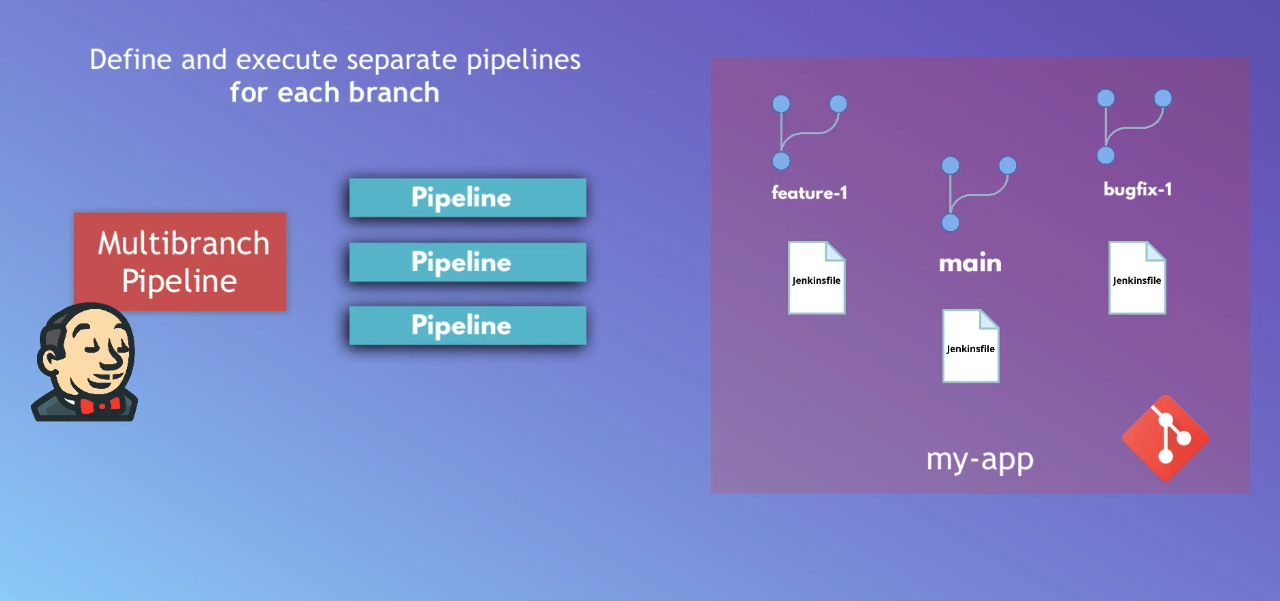 Define and execute separate pipelines
for each branch
Multibranch
Pipeline
Pipeline
Pipeline
Pipeline
feature-1
Jenkinsfile
main
Jenkinsfile
bugfix-1
Jenkinsfile
my-app